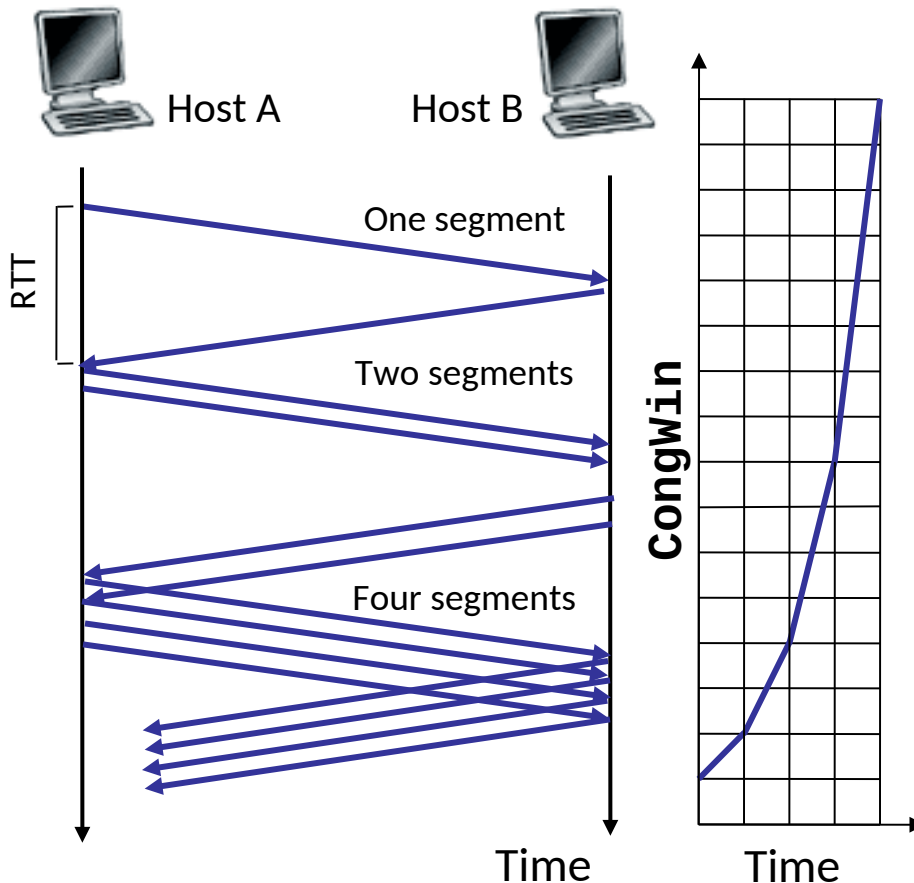 Host A
Host B
One segment
RTT
Two segments
CongWin
Four segments
Time
Time